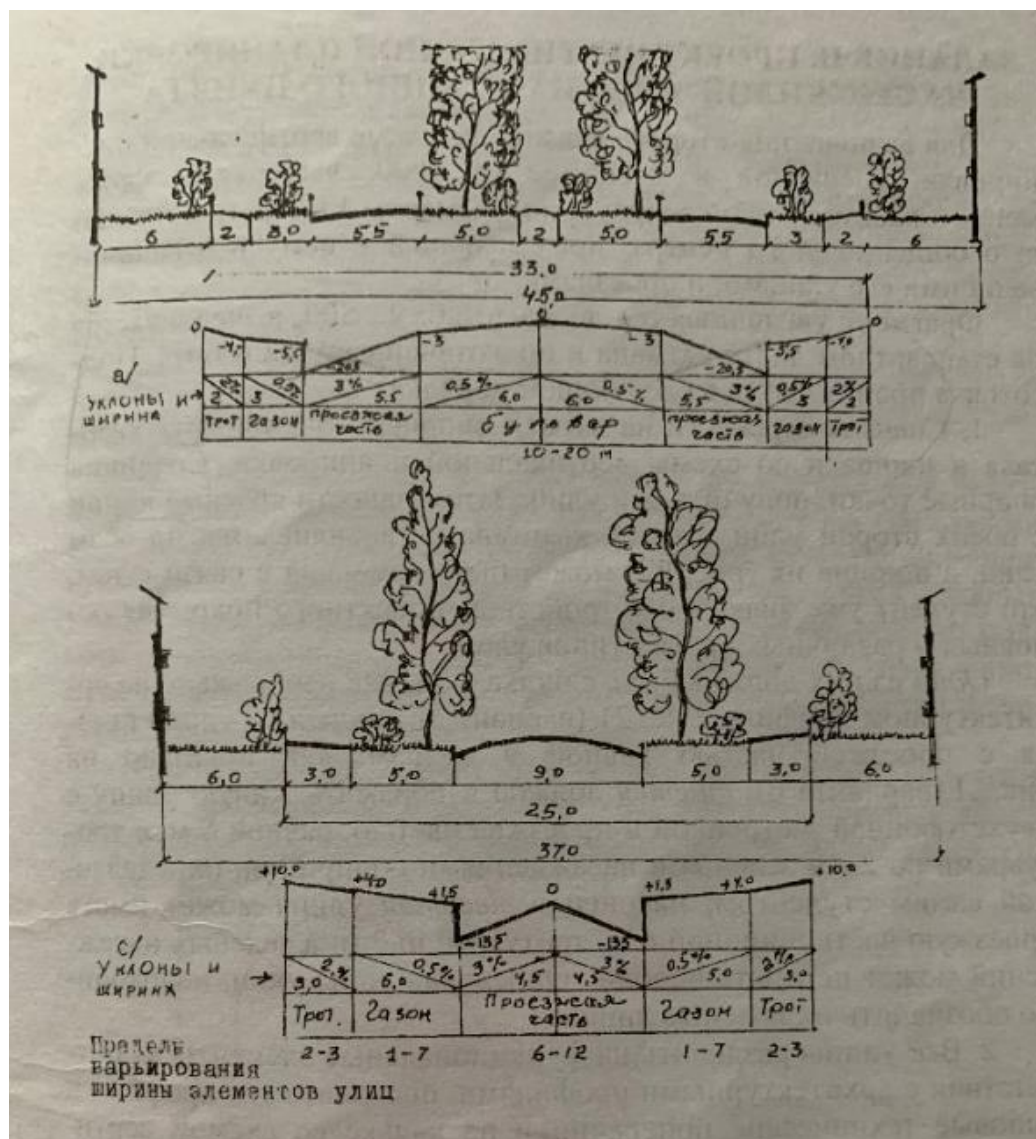 6 2 3,0 5.5 5,0 2 5,0 5.5 3 2 6
33,0
45,0
0 0 0
-4,0 -5,0 -3 -3 -5,5 -4,0
-20,5 -20,5
а/
УКЛОНЫ И ШИРИНА
2% 0,5% 3% 0,5% 0,5% 3% 0,5% 2%
2 3 5.5 6,0 6,0 5,5 3 2
Трот Газон проезжая часть бульвар проезжая часть газон Трот
10-20 м
6,0 3,0 5,0 9,0 5,0 3,0 6,0
25,0
37,0
+10.0 +4.0 +1,5 0 +1,5 +4.0 +10.0
-13.5 -13.5
с/
УКЛОНЫ И ШИРИНА
2% 0,5% 3% 3% 0,5% 2%
3,0 6,0 4,5 4,5 5,0 3,0
Трот. Газон Проезжская часть Газон Трот
2-3 1-7 6-12 1-7 2-3
Пределы
варьирования
ширины элементов улиц